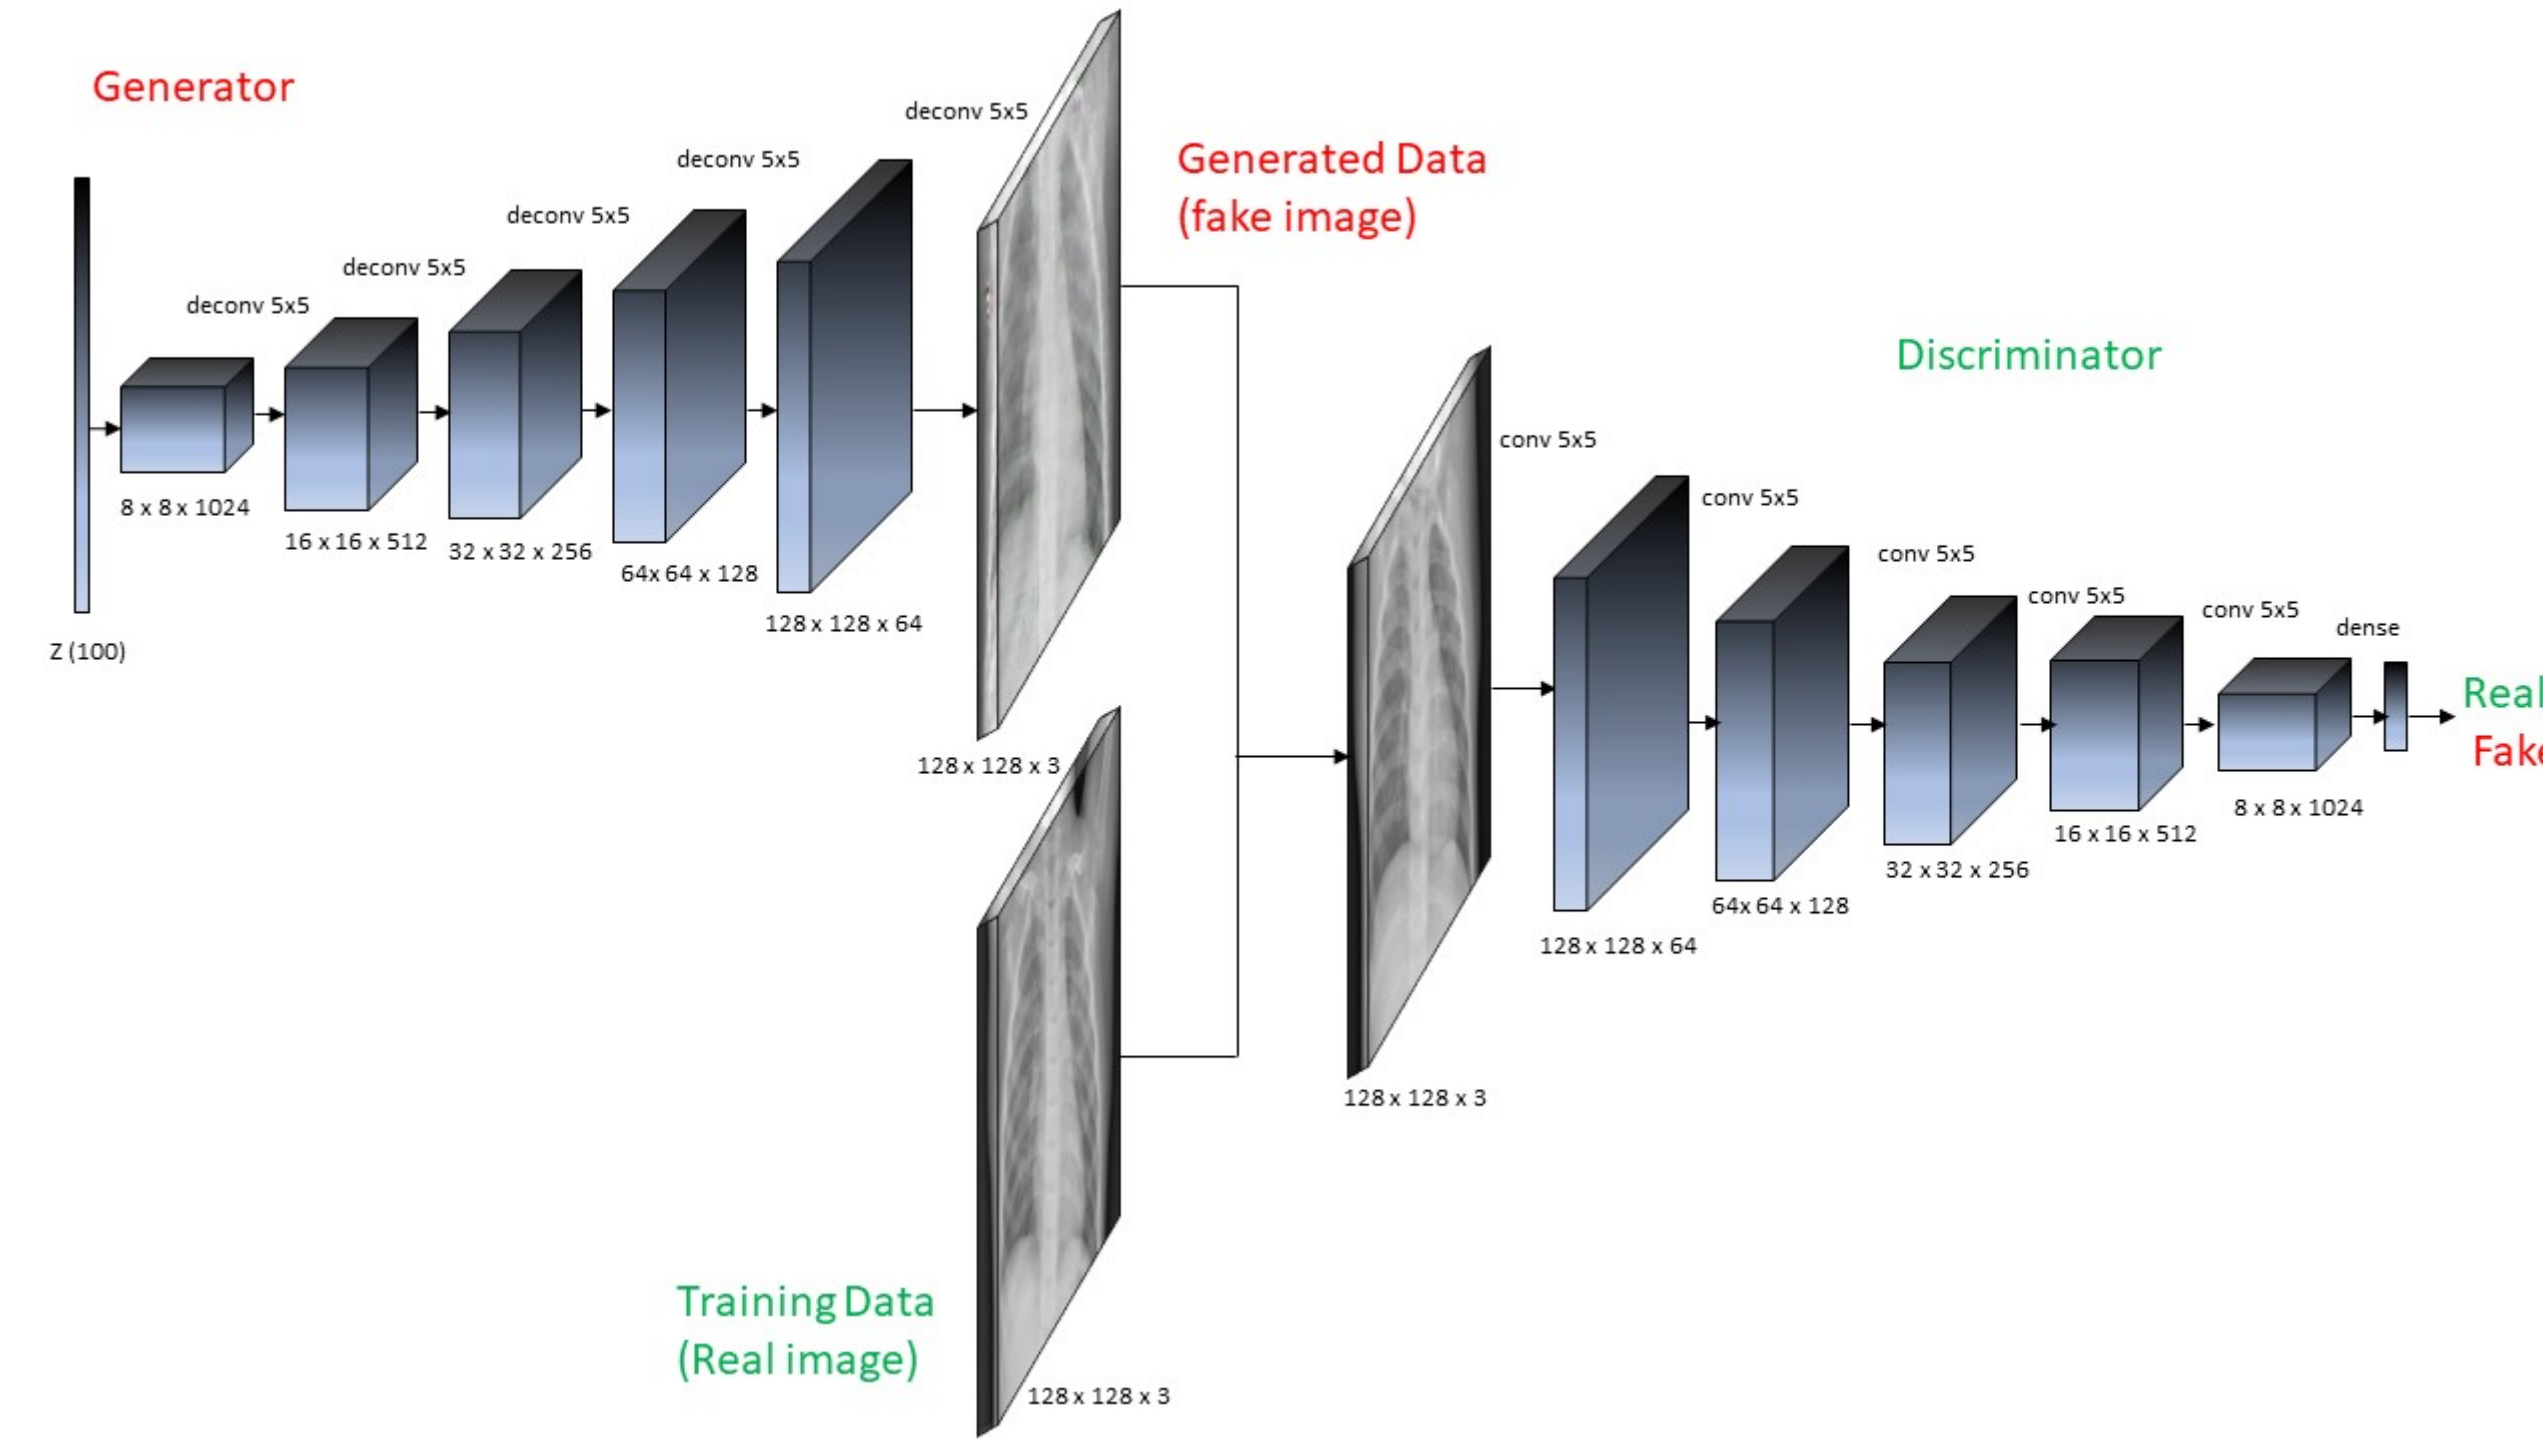 Generator
deconv 5x5
deconv 5x5
deconv 5x5
deconv 5x5
deconv 5x5
Z (100)
8 x 8 x 1024
16 x 16 x 512
32 x 32 x 256
64x 64 x 128
128 x 128 x 64
128 x 128 x 3
Generated Data
(fake image)
Training Data
(Real image)
128 x 128 x 3
Discriminator
128 x 128 x 3
conv 5x5
conv 5x5
conv 5x5
conv 5x5
conv 5x5
dense
128 x 128 x 64
64x 64 x 128
32 x 32 x 256
16 x 16 x 512
8 x 8 x 1024
Real